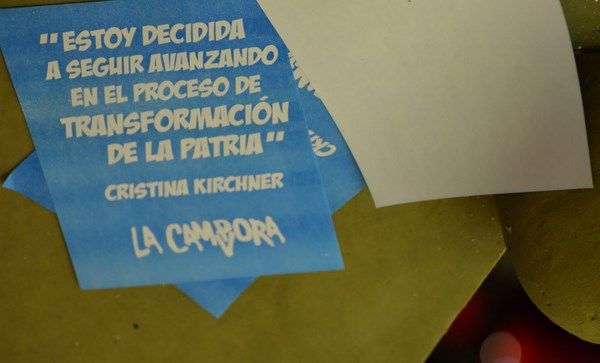 "ESTOY DECIDIDA
A SEGUIR AVANZANDO
EN EL PROCESO DE
TRANSFORMACIÓN
DE LA PATRIA"
CRISTINA KIRCHNER
LA CAMPORA